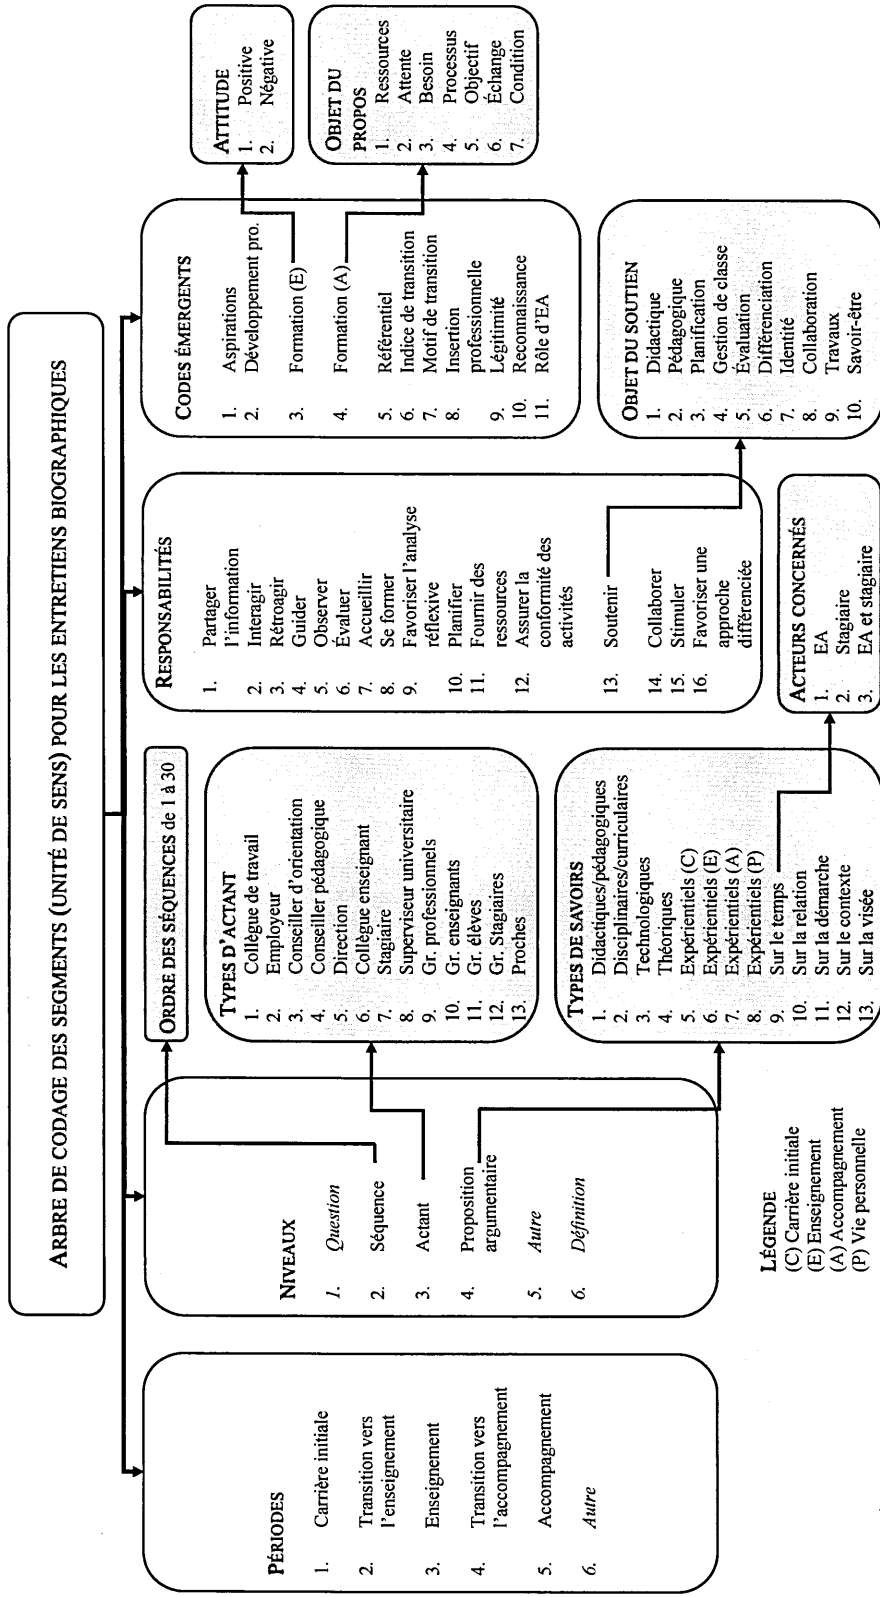 ARBRE DE CODAGE DES SEGMENTS (UNITÉ DE SENS) POUR LES ENTRETIENS BIOGRAPHIQUES
PÉRIODES
1. Carrière initiale
2. Transition vers
l'enseignement
3. Enseignement
4. Transition vers
l'accompagnement
5. Accompagnement
6. Autre
NIVEAUX
1. Question
2. Séquence
3. Actant
4. Proposition
argumentaire
5. Autre
6. Définition
LÉGENDE
(C) Carrière initiale
(E) Enseignement
(A) Accompagnement
(P) Vie personnelle
ORDRE DES SÉQUENCES de 1 à 30
TYPES D'ACTANT
1. Collègue de travail
2. Employeur
3. Conseiller d'orientation
4. Conseiller pédagogique
5. Direction
6. Collègue enseignant
7. Stagiaire
8. Superviseur universitaire
9. Gr. professionnels
10. Gr. enseignants
11. Gr. élèves
12. Gr, Stagiaires
13. Proches
TYPES DE SAVOIRS
1. Didactiques/pédagogiques
2. Disciplinaires/curriculaires
3. Technologiques
4. Théoriques
5. Expérientiels (C)
6. Expérientiels (E)
7. Expérientiels (A)
8. Expérientiels (P)
9. Sur le temps
10. Sur la relation
11. Sur la démarche
12. Sur le contexte
13. Sur la visée
RESPONSABILITÉS
1. Partager
l'information
2. Interagir
3. Rétroagir
4. Guider
5. Observer
6. Évaluer
7. Accueillir
8. Se former
9. Favoriser l'analyse
réflexive
10. Planifier
11. Fournir des
ressources
12. Assurer la
conformité des
activités
13. Soutenir
14. Collaborer
15. Stimuler
16. Favoriser une
approche
différenciée
ACTEURS CONCERNÉS
1. EA
2. Stagiaire
3. EA et stagiaire
CODES ÉMERGENTS
1. Aspirations
2. Développement pro.
3. Formation (E)
4. Formation (A)
5. Référentiel
6. Indice de transition
7. Motif de transition
8. Insertion
professionnelle
9. Légitimité
10. Reconnaissance
11. Rôle d'EA
OBJET DU SOUTIEN
1. Didactique
2. Pédagogique
3. Planification
4. Gestion de classe
5. Évaluation
6. Différenciation
7. Identité
8. Collaboration
9. Travaux
10. Savoir-être
ATTITUDE
1. Positive
2. Négative
OBJET DU
PROPOS
1. Ressources
2. Attente
3. Besoin
4. Processus
5. Objectif
6. Échange
7. Condition